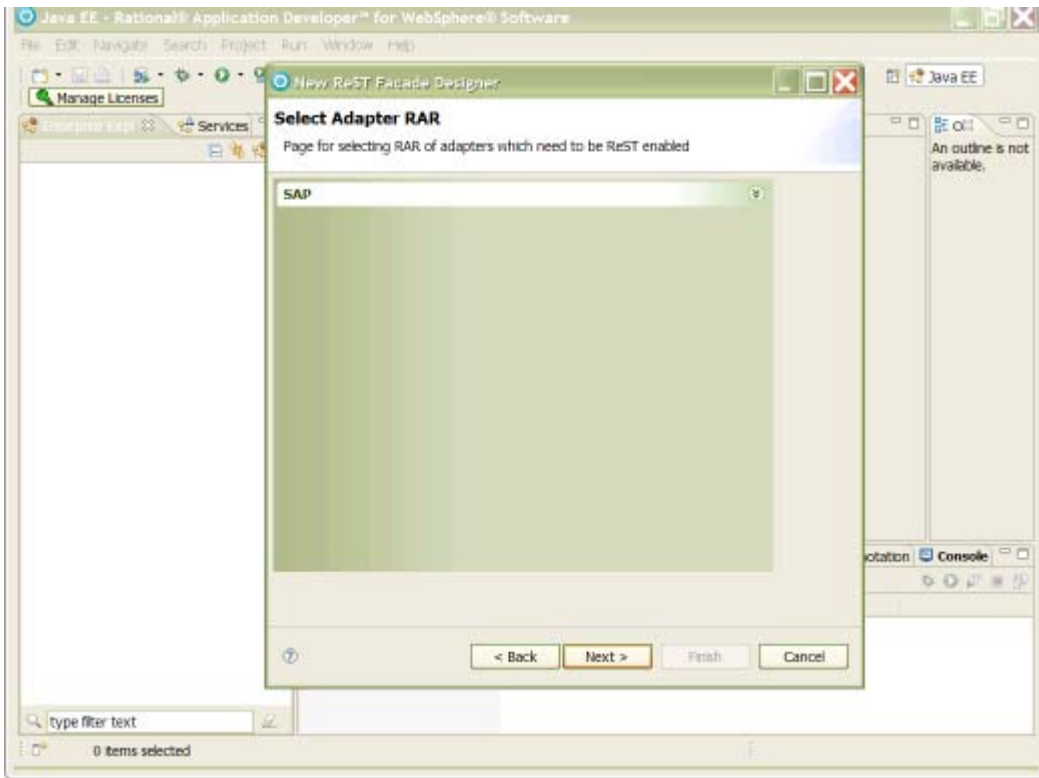 Java EE - Rational® Application Developer™ for WebSphere® Software
File Edit Navigate Search Project Run Window Help
Manage Licenses
Java EE
New ReST Facade Designer
Enterprise Expl
Services
Select Adapter RAR
Page for selecting RAR of adapters which need to be ReST enabled
An outline is not
available.
SAP
Console
< Back
Next >
Finish
Cancel
type filter text
0 items selected